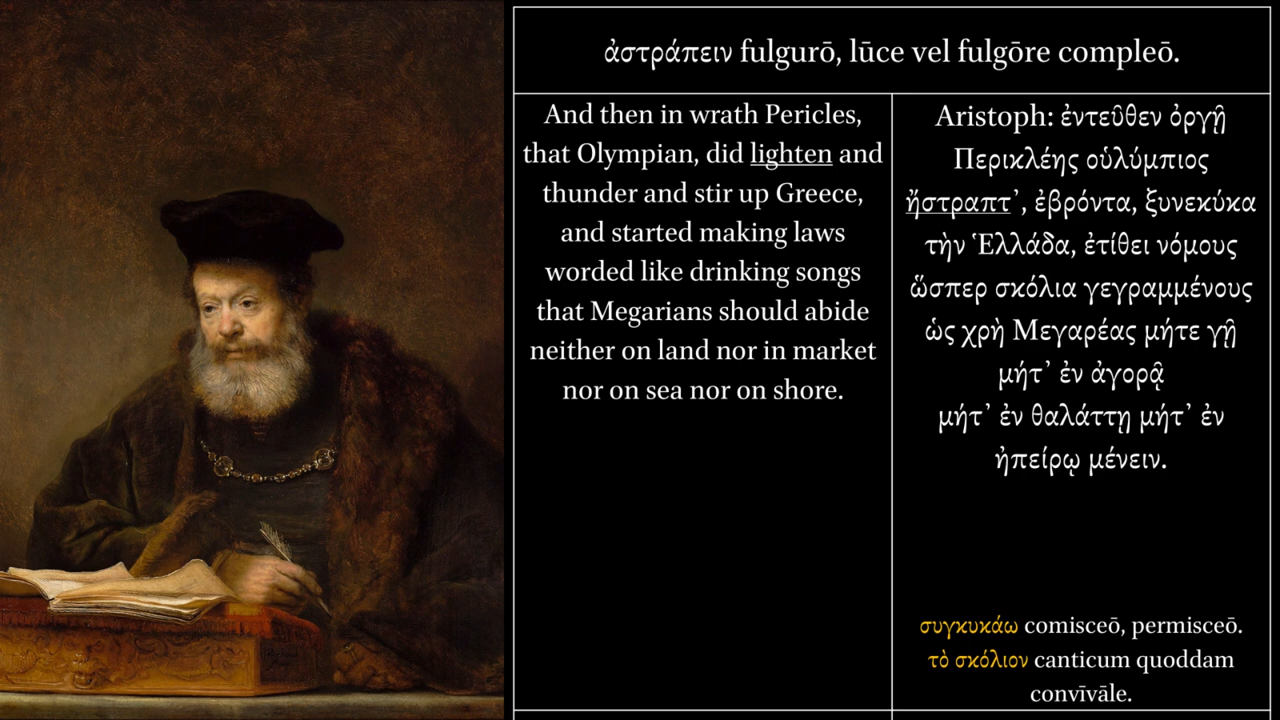 ἀστράπειν fulgurō, lūce vel fulgōre compleō.
And then in wrath Pericles,
that Olympian, did lighten and
thunder and stir up Greece,
and started making laws
worded like drinking songs
that Megarians should abide
neither on land nor in market
nor on sea nor on shore.
Aristoph: ἐντεῦθεν ὀργῇ
Περικλέης οὑλύμπιος
ἤστραπτ’, ἐβρόντα, ξυνεκύκα
τὴν Ἑλλάδα, ἐτίθει νόμους
ὥσπερ σκόλια γεγραμμένους
ὡς χρὴ Μεγαρέας μήτε γῇ
μήτ’ ἐν ἀγορᾷ
μήτ’ ἐν θαλάττῃ μήτ’ ἐν
ἠπείρῳ μένειν.
συγκυκάω comisceō, permisceō.
τὸ σκόλιον canticum quoddam
convīvāle.